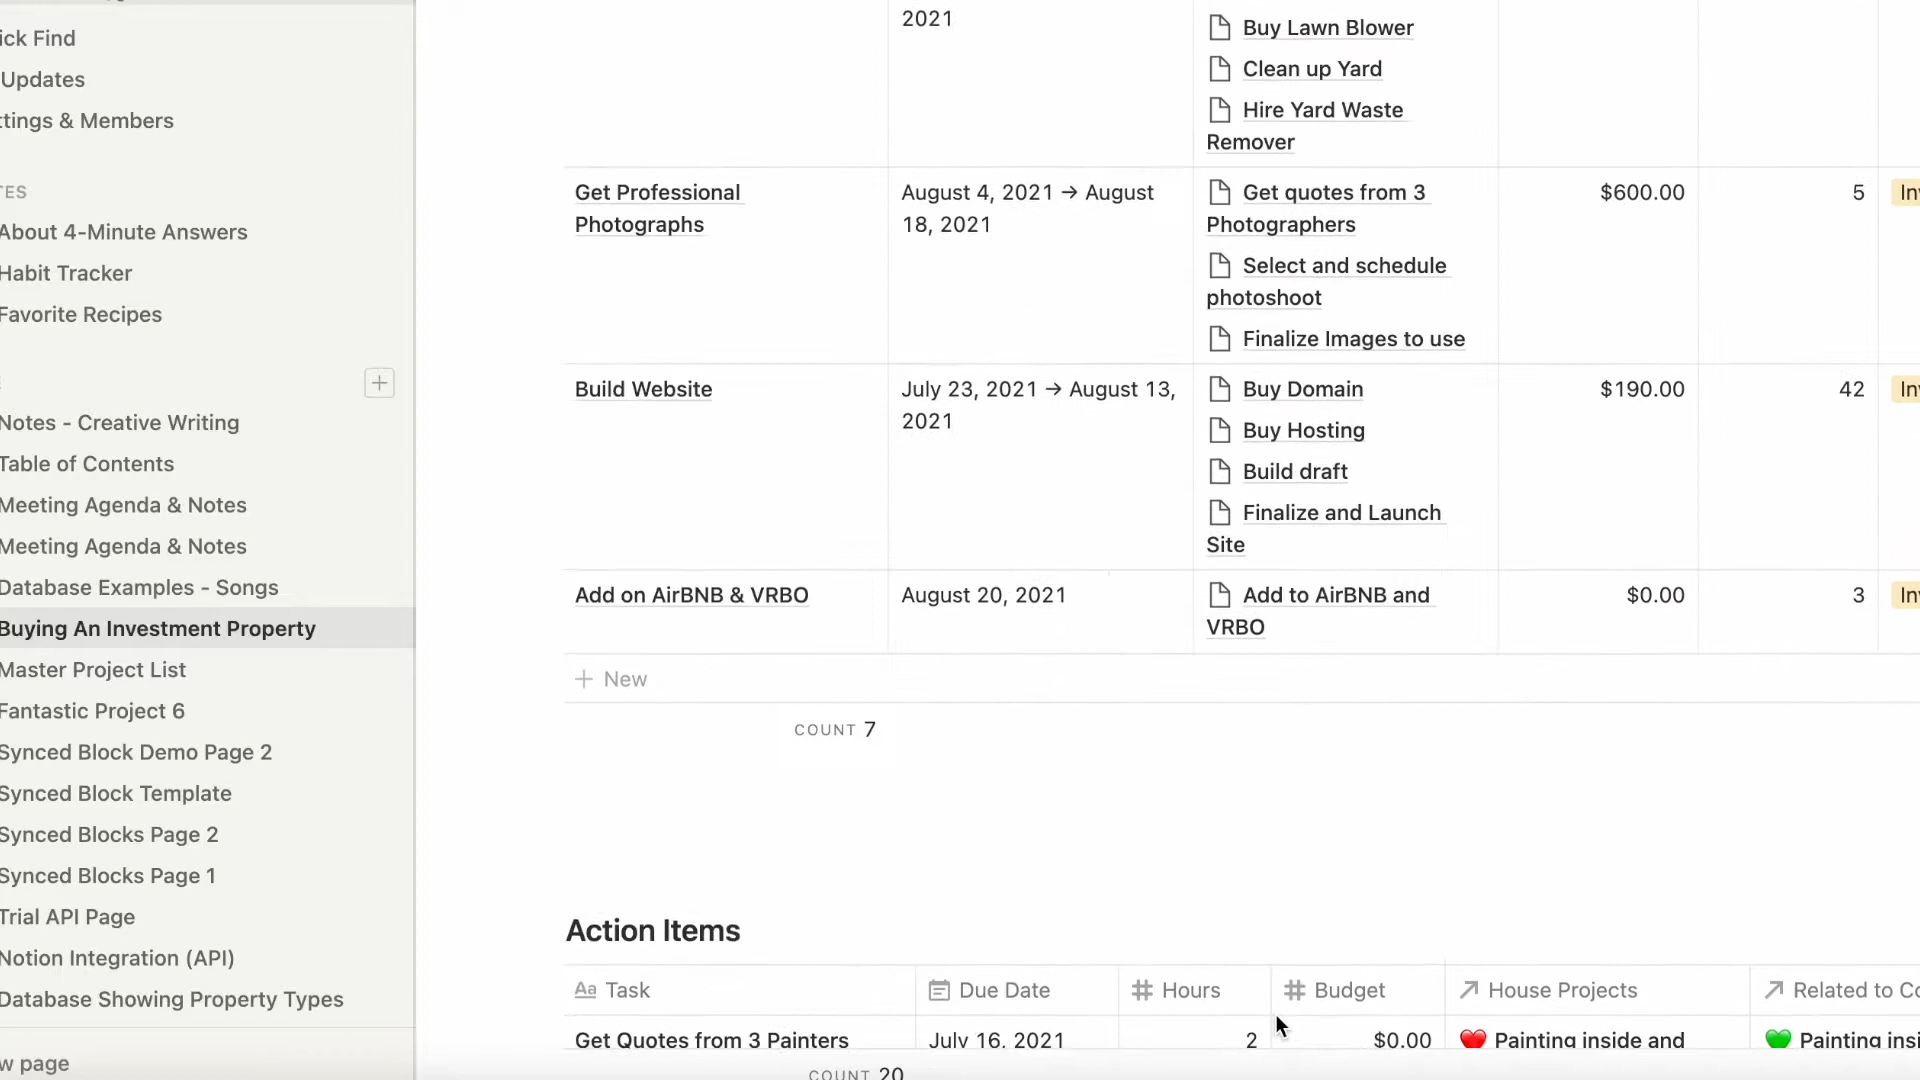 ick Find
Updates
ttings & Members
TES
About 4-Minute Answers
Habit Tracker
Favorite Recipes
Notes - Creative Writing
Table of Contents
Meeting Agenda & Notes
Meeting Agenda & Notes
Database Examples - Songs
Buying An Investment Property
Master Project List
Fantastic Project 6
Synced Block Demo Page 2
Synced Block Template
Synced Blocks Page 2
Synced Blocks Page 1
Trial API Page
Notion Integration (API)
Database Showing Property Types
w page
2021
Buy Lawn Blower
Clean up Yard
Hire Yard Waste
Remover
Get Professional
Photographs
August 4, 2021 → August
18, 2021
Get quotes from 3
Photographers
Select and schedule
photoshoot
Finalize Images to use
$600.00
5
In
Build Website
July 23, 2021 → August 13,
2021
Buy Domain
Buy Hosting
Build draft
Finalize and Launch
Site
$190.00
42
In
Add on AirBNB & VRBO
August 20, 2021
Add to AirBNB and
VRBO
$0.00
3
In
+ New
COUNT 7
Action Items
Aa Task
Due Date
# Hours
# Budget
House Projects
Related to Co
Get Quotes from 3 Painters
July 16, 2021
2
$0.00
Painting inside and
Painting insi
COUNT 20